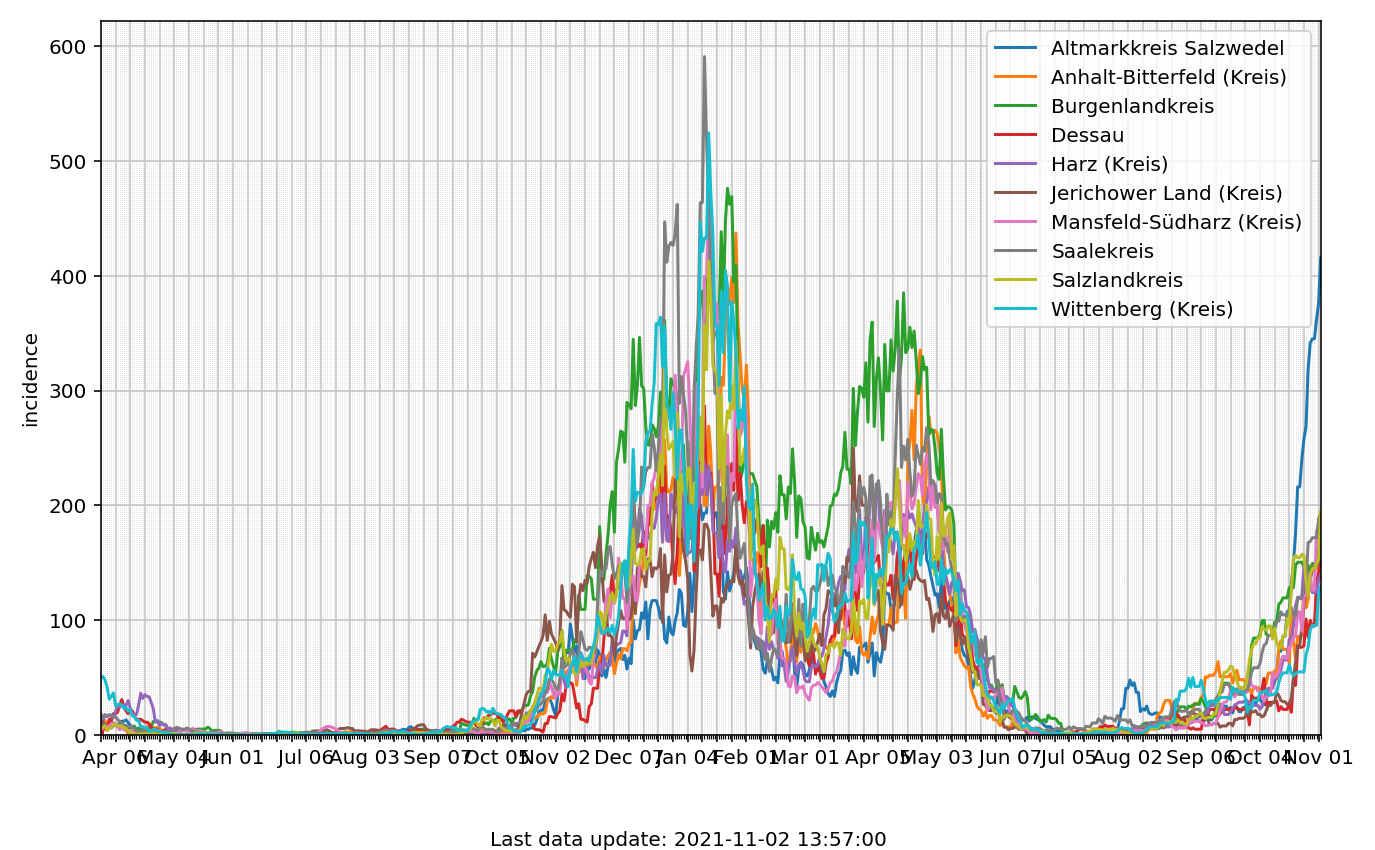 600
500
400
300
200
100
0
incidence
Altmarkkreis Salzwedel
Anhalt-Bitterfeld (Kreis)
Burgenlandkreis
Dessau
Harz (Kreis)
Jerichower Land (Kreis)
Mansfeld-Südharz (Kreis)
Saalekreis
Salzlandkreis
Wittenberg (Kreis)
Apr 06 May 04 Jun 01 Jul 06 Aug 03 Sep 07 Oct 05 Nov 02 Dec 07 Jan 04 Feb 01 Mar 01 Apr 05 May 03 Jun 07 Jul 05 Aug 02 Sep 06 Oct 04 Nov 01
Last data update: 2021-11-02 13:57:00